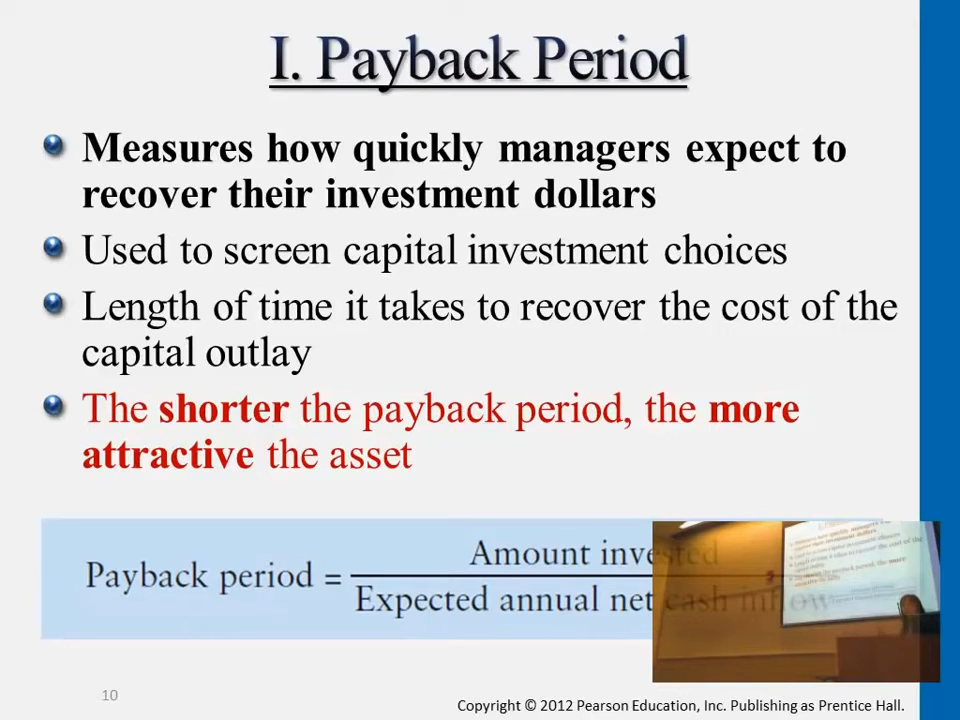 I. Payback Period
Measures how quickly managers expect to
recover their investment dollars
Used to screen capital investment choices
Length of time it takes to recover the cost of the
capital outlay
The shorter the payback period, the more
attractive the asset
Payback period = Amount invested
Expected annual net cash inflow
10
Copyright © 2012 Pearson Education, Inc. Publishing as Prentice Hall.